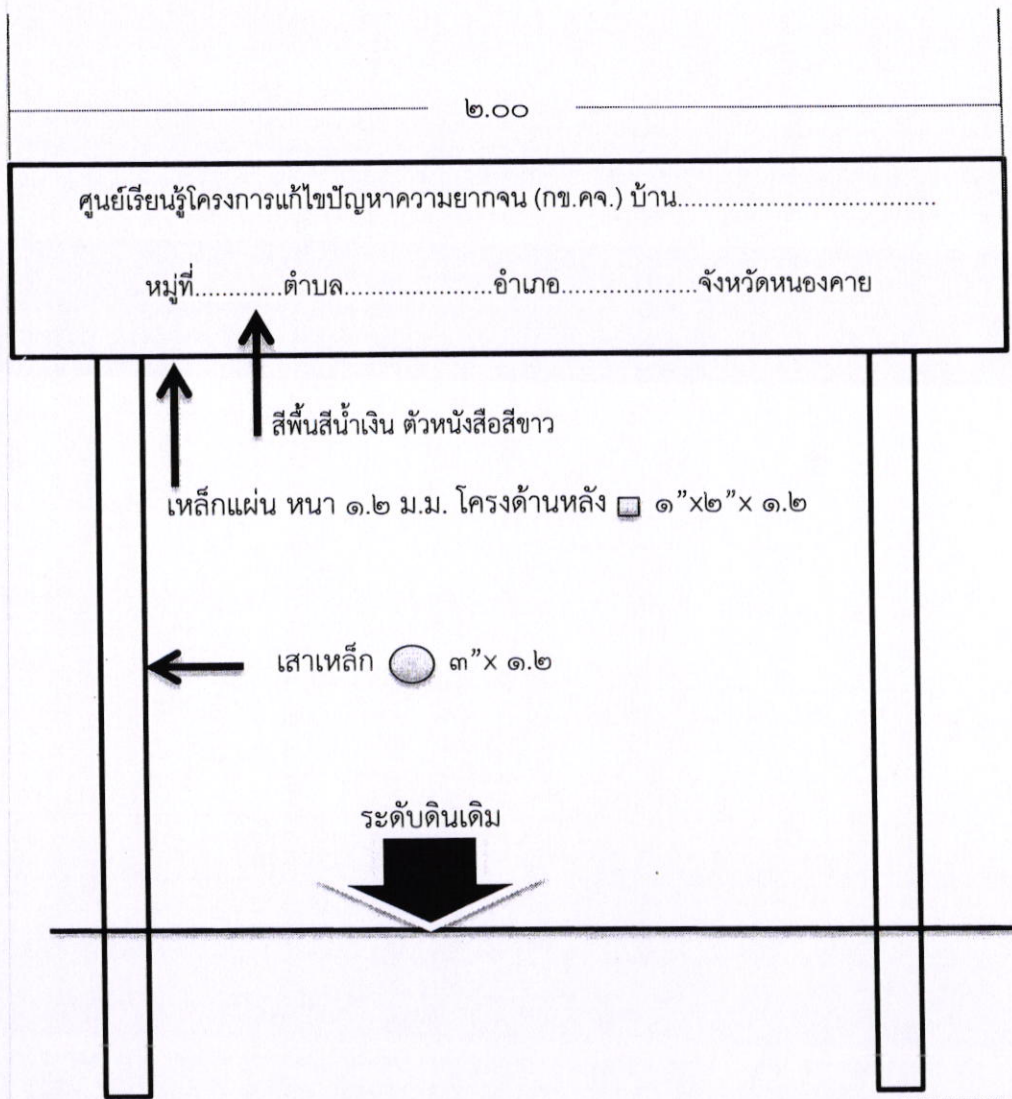 ๒.๐๐
ศูนย์เรียนรู้โครงการแก้ไขปัญหาความยากจน (กข.คจ.) บ้าน.....................................
หมู่ที่.............ตำบล......................อำเภอ....................จังหวัดหนองคาย
สีพื้นสีน้ำเงิน ตัวหนังสือสีขาว
เหล็กแผ่น หนา ๑.๒ ม.ม. โครงด้านหลัง ๑”x๒”x ๑.๒
เสาเหล็ก ๓”x ๑.๒
ระดับดินเดิม